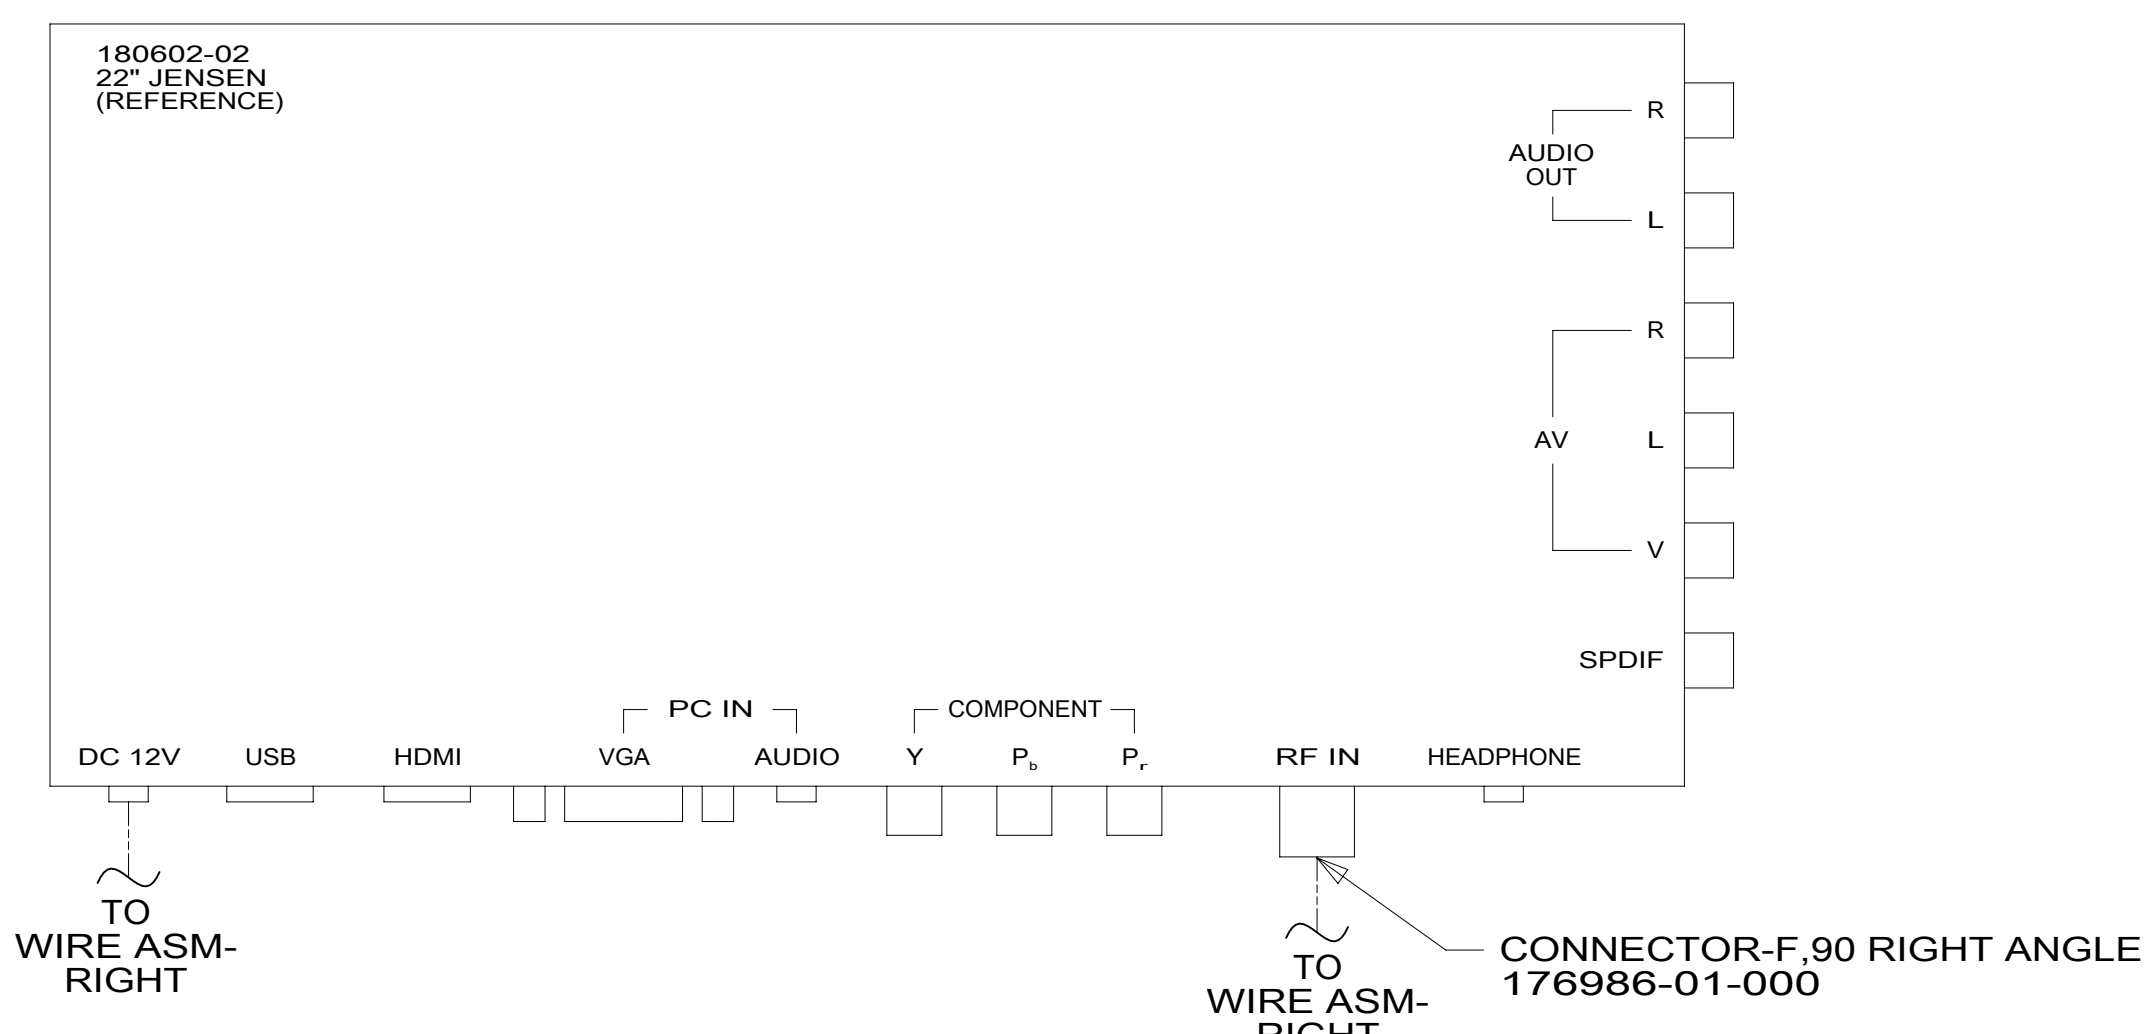 180602-02
22" JENSEN
(REFERENCE)
R
AUDIO
OUT
L
R
AV L
V
SPDIF
PC IN COMPONENT
DC 12V USB HDMI VGA AUDIO Y Pb Pr RF IN HEADPHONE
TO
WIRE ASM-
RIGHT
CONNECTOR-F,90 RIGHT ANGLE
176986-01-000
TO
WIRE ASM-
RIGHT